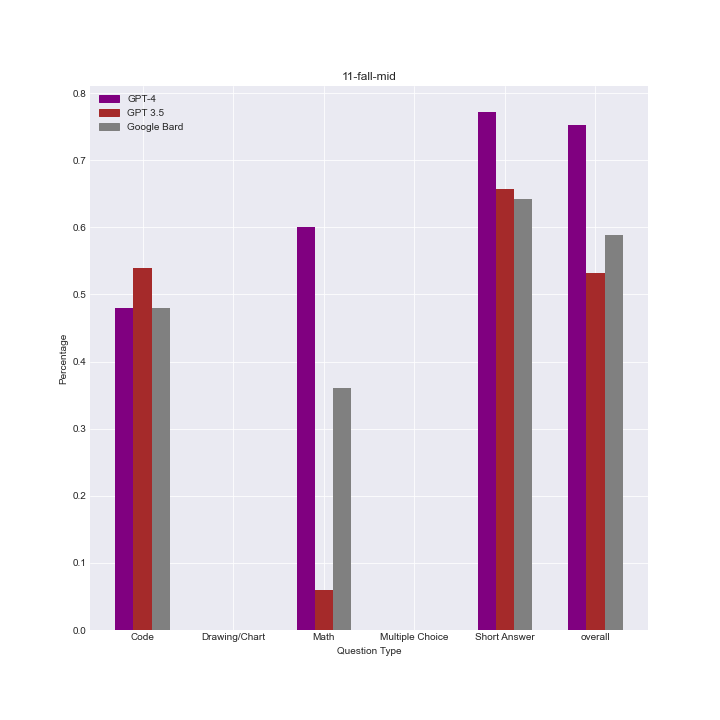 11-fall-mid
GPT-4
GPT 3.5
Google Bard
0.8
0.7
0.6
0.5
0.4
0.3
0.2
0.1
0.0
Percentage
Code Drawing/Chart Math Multiple Choice Short Answer overall
Question Type